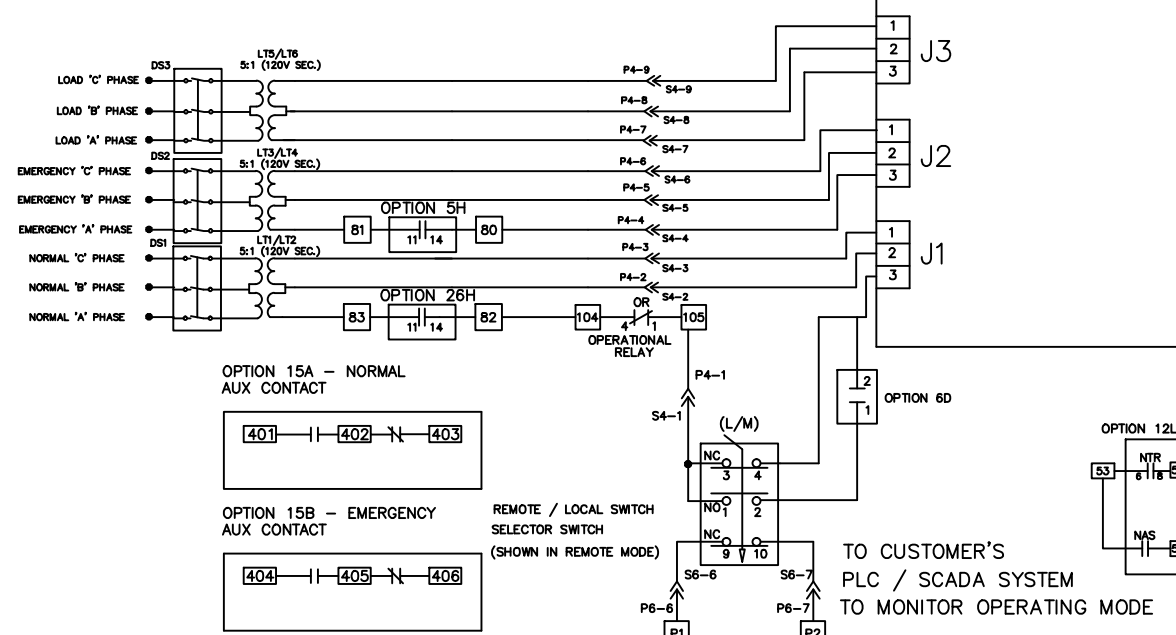 LT5/LT6
5:1 (120V SEC.)
DS3
LOAD "C" PHASE
LOAD "B" PHASE
LOAD "A" PHASE
P4-9
S4-9
P4-8
S4-8
P4-7
S4-7
1
2
3
J3
DS2
LT3/LT4
5:1 (120V SEC.)
EMERGENCY "C" PHASE
EMERGENCY "B" PHASE
EMERGENCY "A" PHASE
P4-6
S4-6
P4-5
S4-5
OPTION 5H
81
11 14
80
P4-4
S4-4
1
2
3
J2
DS1
LT1/LT2
5:1 (120V SEC.)
NORMAL "C" PHASE
NORMAL "B" PHASE
NORMAL "A" PHASE
P4-3
S4-3
P4-2
S4-2
1
2
3
J1
OPTION 26H
83
11 14
82
104
OR
4 1
105
OPERATIONAL
RELAY
P4-1
S4-1
2
1
OPTION 6D
OPTION 15A - NORMAL
AUX CONTACT
401
402
403
OPTION 15B - EMERGENCY
AUX CONTACT
404
405
406
REMOTE / LOCAL SWITCH
SELECTOR SWITCH
(SHOWN IN REMOTE MODE)
(L/M)
NC
3 4
NO 1 2
NC
9 10
S6-6
S6-7
P6-6
P6-7
P1
P2
TO CUSTOMER'S
PLC / SCADA SYSTEM
TO MONITOR OPERATING MODE
OPTION 12L
53
NTR
6 8
NAS